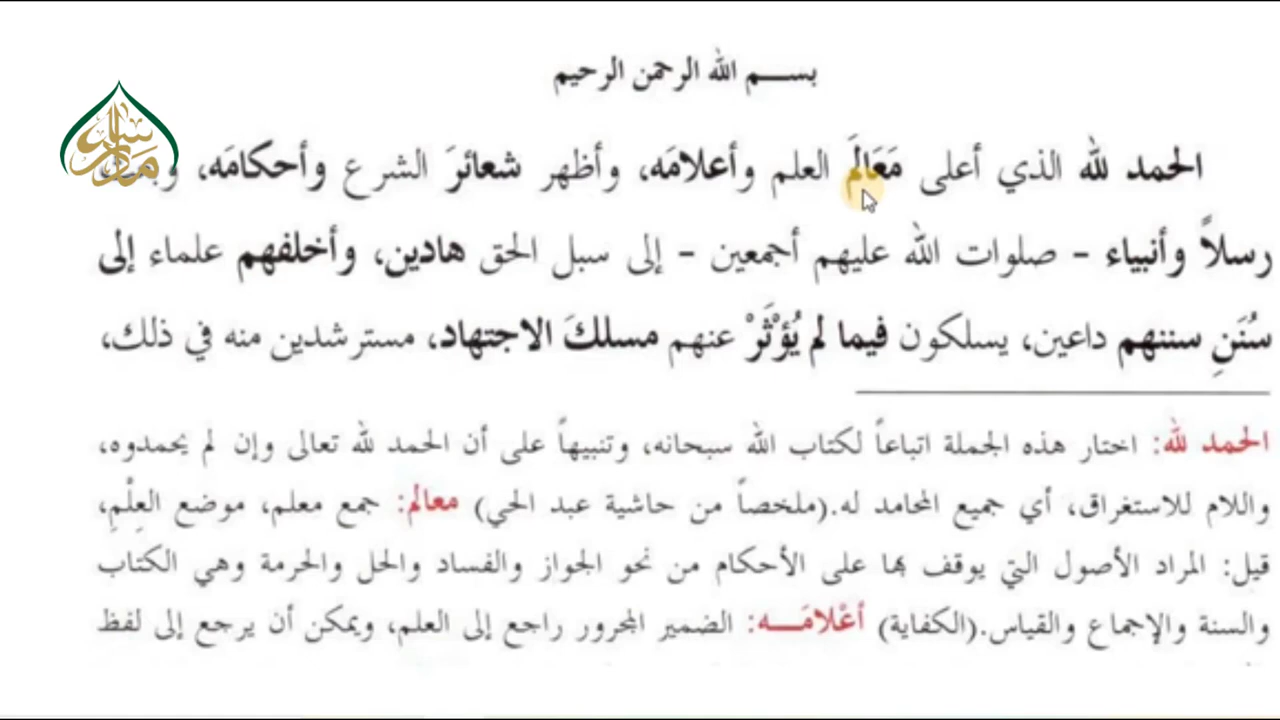 بســـم الله الرحمن الرحيم
الحمد لله الذي أعلى مَعَالَمَ العلم وأعلامَه، وأظهر شعائرَ الشرع وأحكامَه،
رسلاً وأنبياء - صلوات الله عليهم أجمعين - إلى سبل الحق هادين، وأخلفهم علماء إلى
سُنَنِ سننهم داعين، يسلكون فيما لم يُؤْثَرْ عنهم مسلكَ الاجتهاد، مسترشدين منه في ذلك،
الحمد لله: اختار هذه الجملة اتباعاً لكتاب الله سبحانه، وتنبيهاً على أن الحمد لله تعالى وإن لم يحمدوه،
واللام للاستغراق، أي جميع المحامد له.(ملخصاً من حاشية عبد الحي) معالم: جمع معلم، موضع العِلْمِ،
قيل: المراد الأصول التي يوقف بها على الأحكام من نحو الجواز والفساد والحل والحرمة وهي الكتاب
والسنة والإجماع والقياس.(الكفاية) أعْلامَـــه: الضمير المجرور راجع إلى العلم، ويمكن أن يرجع إلى لفظ